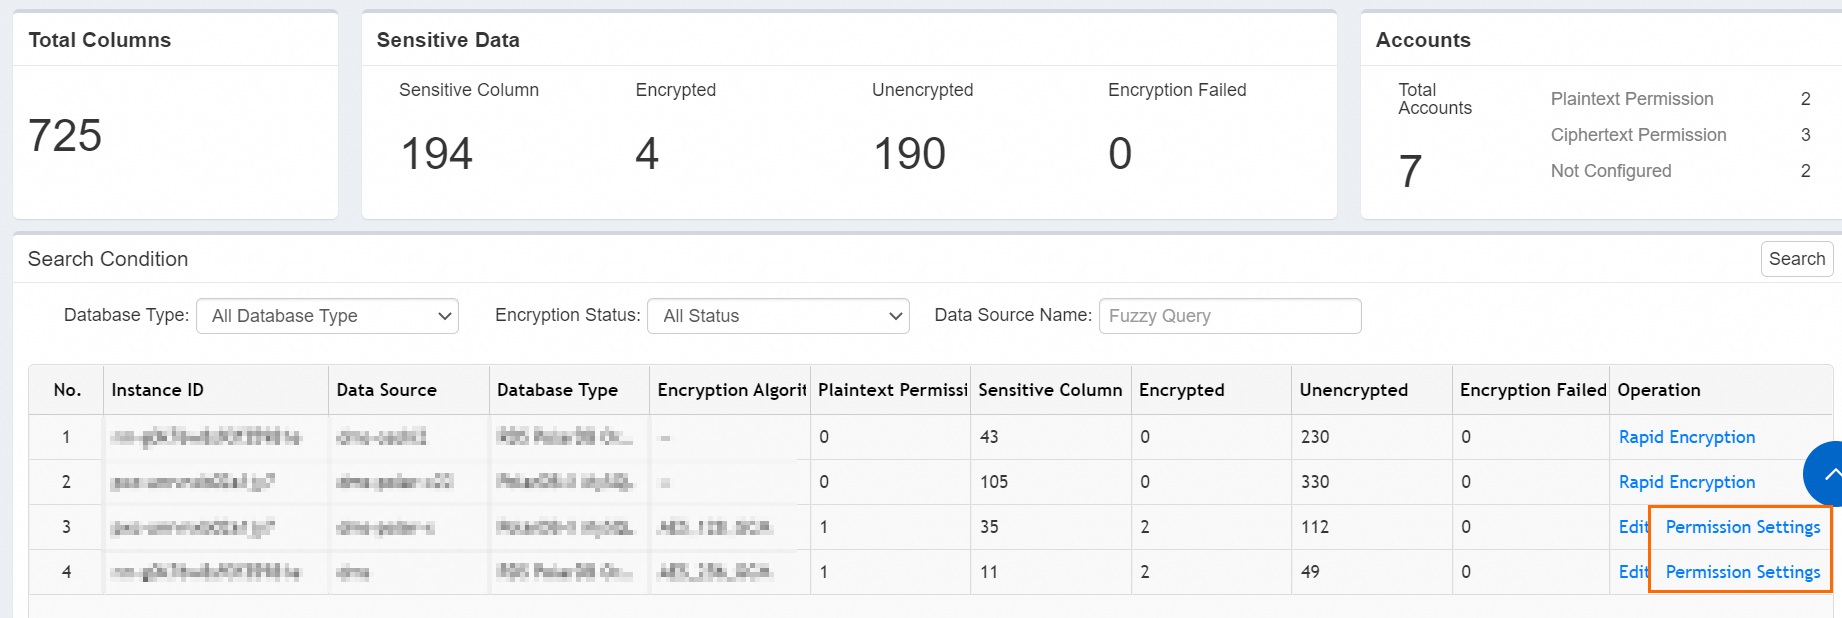 Total Columns
725
Sensitive Data
Sensitive Column Encrypted Unencrypted Encryption Failed
194 4 190 0
Accounts
Total
Accounts
7
Plaintext Permission 2
Ciphertext Permission 3
Not Configured 2
Search Condition Search
Database Type: All Database Type Encryption Status: All Status Data Source Name: Fuzzy Query
No. Instance ID Data Source Database Type Encryption Algorit Plaintext Permissi Sensitive Column Encrypted Unencrypted Encryption Failed Operation
1 0 43 0 230 0 Rapid Encryption
2 0 105 0 330 0 Rapid Encryption
3 1 35 2 112 0 Edit Permission Settings
4 1 11 2 49 0 Edit Permission Settings